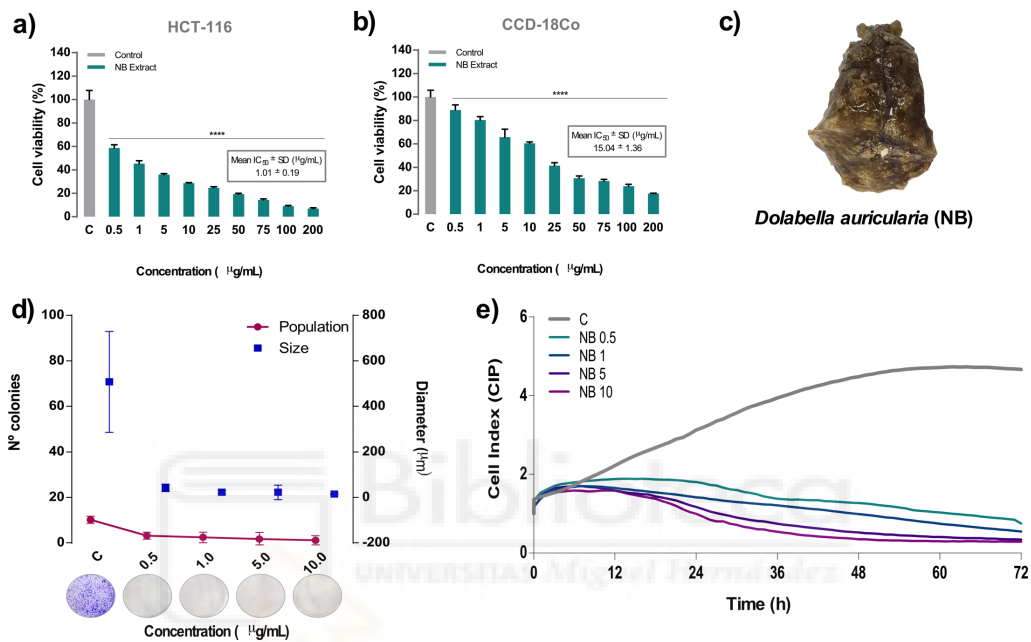 a)
HCT-116
Control
NB Extract
Cell viability (%)
140
120
100
80
60
40
20
0
****
Mean IC50 ± SD (µg/mL)
1.01 ± 0.19
C 0.5 1 5 10 25 50 75 100 200
Concentration ( µg/mL)
b)
CCD-18Co
Control
NB Extract
Cell viability (%)
140
120
100
80
60
40
20
0
****
Mean IC50 ± SD (µg/mL)
15.04 ± 1.36
C 0.5 1 5 10 25 50 75 100 200
Concentration ( µg/mL)
c)
Dolabella auricularia (NB)
d)
Population
Size
Nº colonies
100
80
60
40
20
0
Diameter (µm)
800
600
400
200
0
-200
C 0.5 1.0 5.0 10.0
Concentration ( µg/mL)
e)
C
NB 0.5
NB 1
NB 5
NB 10
Cell Index (CIP)
6
4
2
0
0 12 24 36 48 60 72
Time (h)
Biblioteca
UNIVERSITAS Miguel Hernández